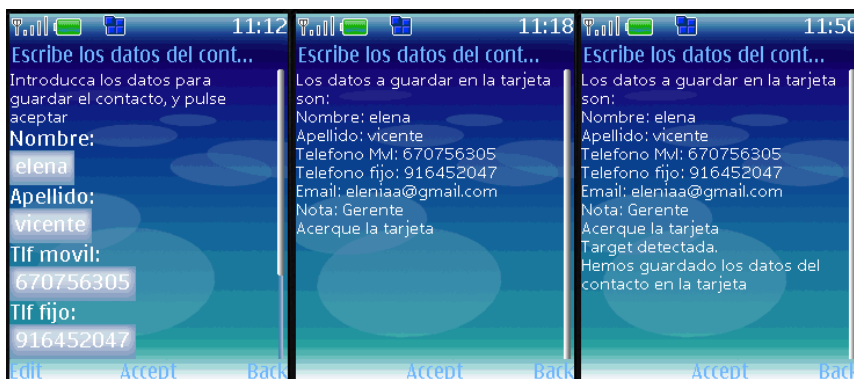 11:12
Escribe los datos del cont...
Introducca los datos para
guardar el contacto, y pulse
aceptar
Nombre:
elena
Apellido:
vicente
Tlf movil:
670756305
Tlf fijo:
916452047
Edit Accept Back
11:18
Escribe los datos del cont...
Los datos a guardar en la tarjeta
son:
Nombre: elena
Apellido: vicente
Telefono Mvl: 670756305
Telefono fijo: 916452047
Email: eleniaa@gmail.com
Nota: Gerente
Acerque la tarjeta
Accept Back
11:50
Escribe los datos del cont...
Los datos a guardar en la tarjeta
son:
Nombre: elena
Apellido: vicente
Telefono Mvl: 670756305
Telefono fijo: 916452047
Email: eleniaa@gmail.com
Nota: Gerente
Acerque la tarjeta
Target detectada.
Hemos guardado los datos del
contacto en la tarjeta
Accept Back